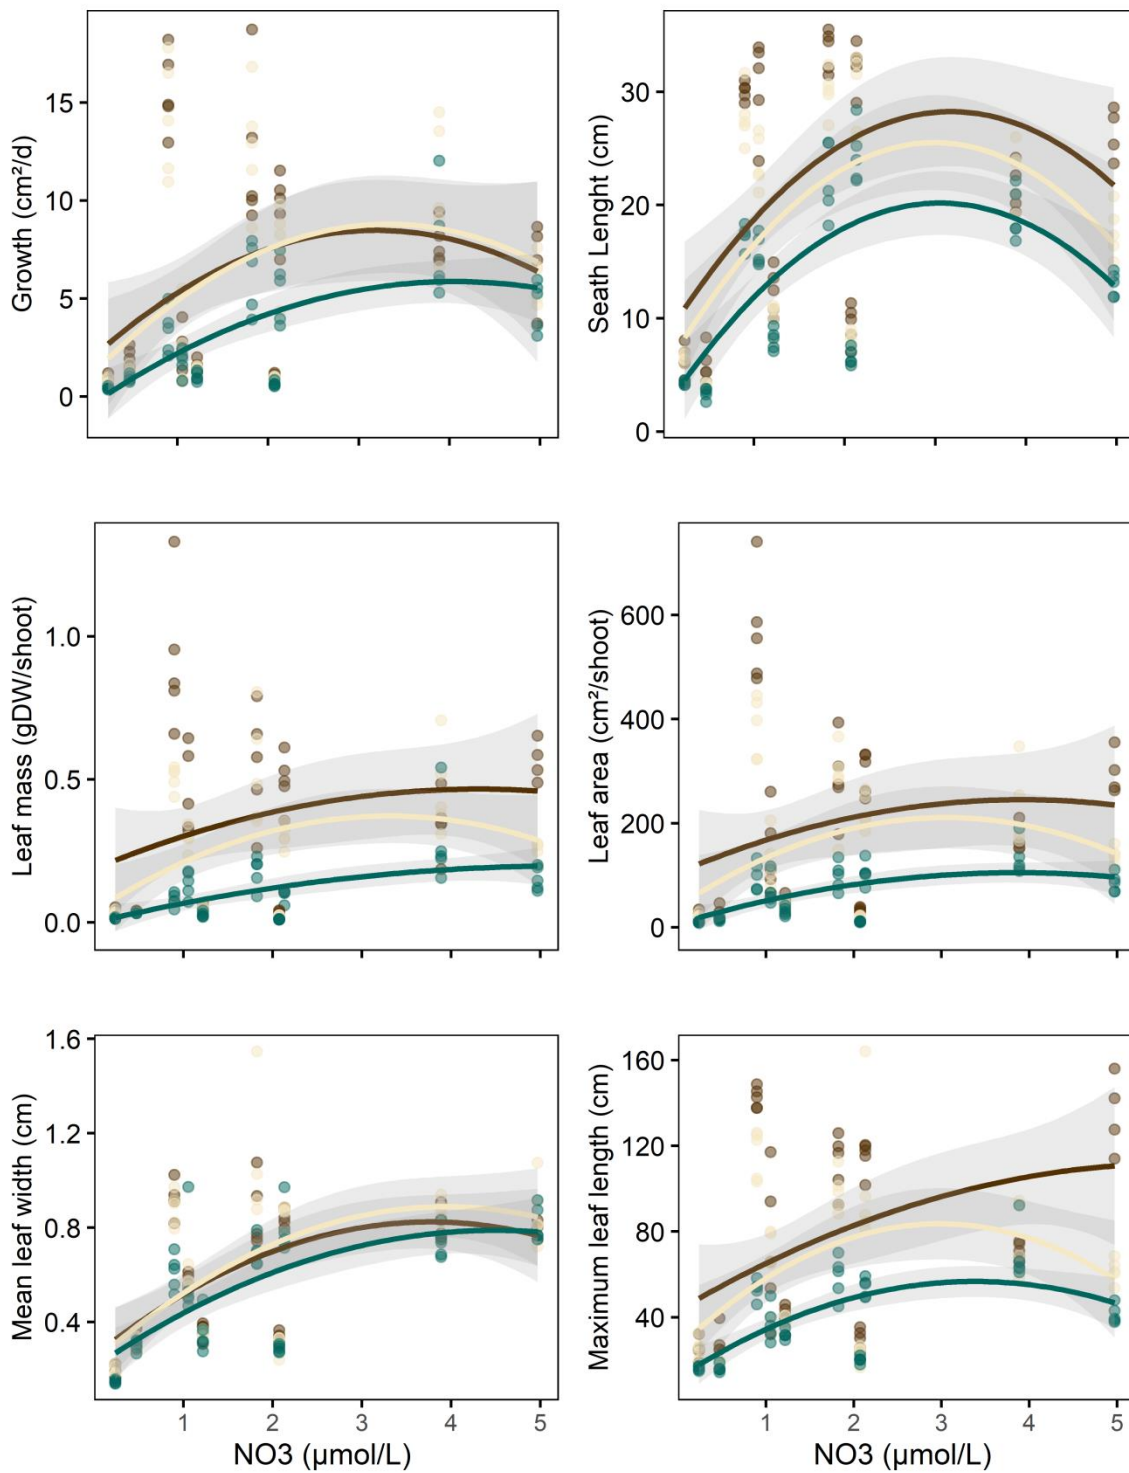 Growth (cm²/d)
15
10
5
0
Seath Lenght (cm)
30
20
10
0
Leaf mass (gDW/shoot)
1.0
0.5
0.0
Leaf area (cm²/shoot)
600
400
200
0
Mean leaf width (cm)
1.6
1.2
0.8
0.4
1 2 3 4 5
NO3 (µmol/L)
Maximum leaf length (cm)
160
120
80
40
1 2 3 4 5
NO3 (µmol/L)